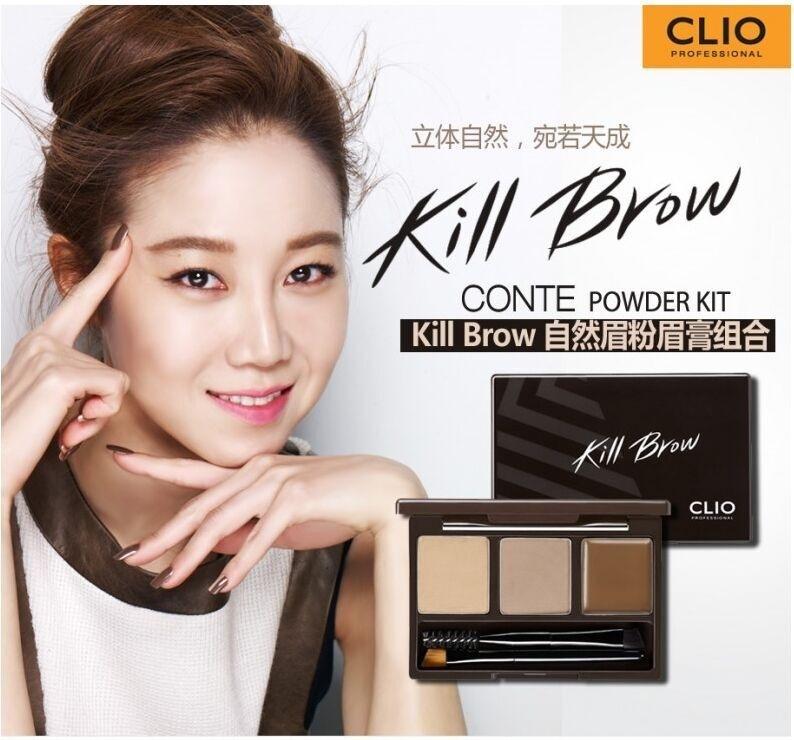 CLIO
PROFESSIONAL
立体自然，宛若天成
Kill Brow
CONTE POWDER KIT
Kill Brow 自然眉粉眉膏组合
Kill Brow
CLIO
PROFESSIONAL